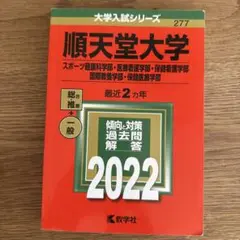 大学入試シリーズ
277
順天堂大学
スポーツ健康科学部・医療看護学部・保健看護学部
国際教養学部・保健医療学部
総合
推薦
＋
一般
最近2カ年
傾向と対策
過去問
解答
2022
教学社